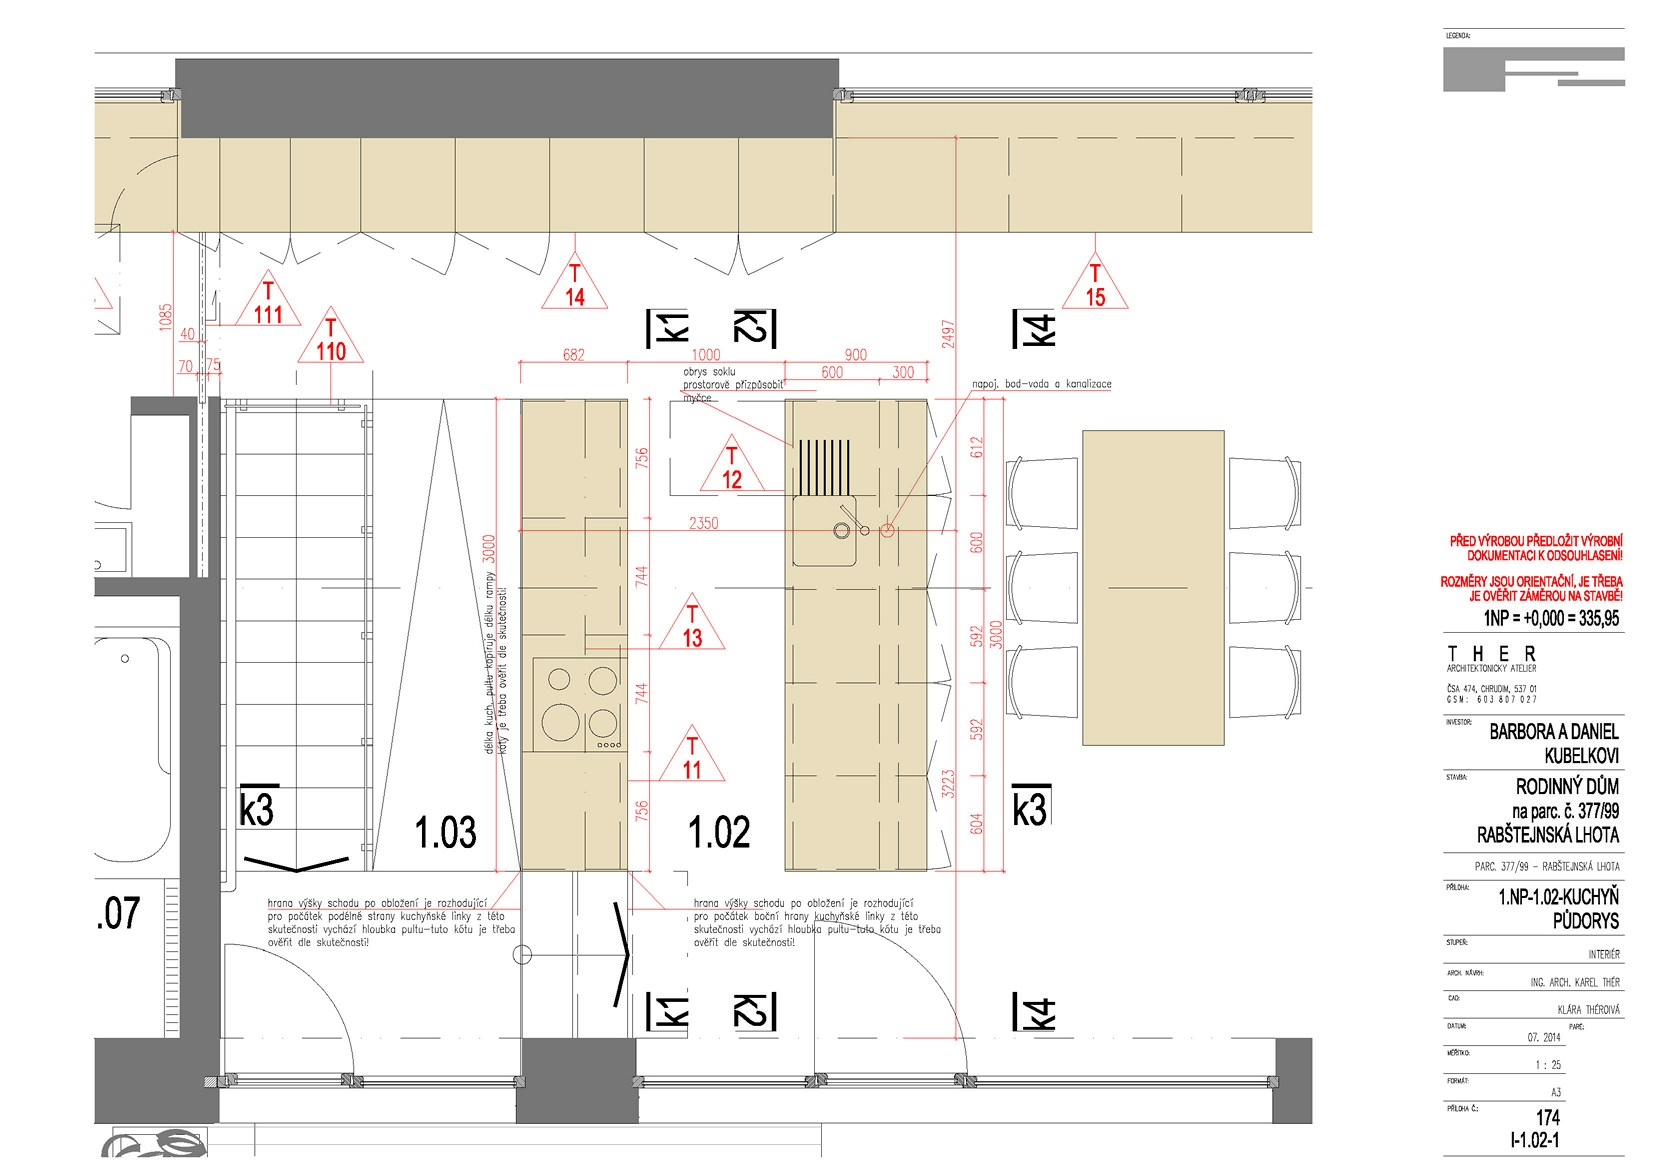 LEGENDA:
1085
40
70
75
T
111
T
110
T
14
T
15
k1
k2
k4
2497
682
1000
900
600
300
obrys soklu
prostorově přizpůsobit
myčce
napoj. bod-voda a kanalizace
T
12
756
612
2350
3000
600
744
délka kuch. pultu kopíruje délku rampy
kóty je třeba ověřit dle skutečnosti!
T
13
592
3000
744
592
T
11
3223
756
604
k3
1.03
1.02
k3
.07
hrana výšky schodu po obložení je rozhodující
pro počátek podélné strany kuchyňské linky z této
skutečnosti vychází hloubka pultu-tuto kótu je třeba
ověřit dle skutečnosti!
hrana výšky schodu po obložení je rozhodující
pro počátek boční hrany kuchyňské linky z této
skutečnosti vychází hloubka pultu-tuto kótu je třeba
ověřit dle skutečnosti!
k1
k2
k4
PŘED VÝROBOU PŘEDLOŽIT VÝROBNÍ
DOKUMENTACI K ODSOUHLASENÍ!
ROZMĚRY JSOU ORIENTAČNÍ, JE TŘEBA
JE OVĚŘIT ZÁMĚROU NA STAVBĚ!
1NP = +0,000 = 335,95
THER
ARCHITEKTONICKÝ ATELIER
ČSA 474, CHRUDIM, 537 01
GSM: 603 807 027
INVESTOR:
BARBORA A DANIEL
KUBELKOVI
STAVBA:
RODINNÝ DŮM
na parc. č. 377/99
RABŠTEJNSKÁ LHOTA
PARC. 377/99 – RABŠTEJNSKÁ LHOTA
PŘÍLOHA:
1.NP-1.02-KUCHYŇ
PŮDORYS
STUPEŇ:
INTERIÉR
ARCH. NÁVRH:
ING. ARCH. KAREL THÉR
CAD:
KLÁRA THÉROIVÁ
DATUM:
PARÉ:
07. 2014
MĚŘÍTKO:
1 : 25
FORMÁT:
A3
PŘÍLOHA Č.:
174
I-1.02-1